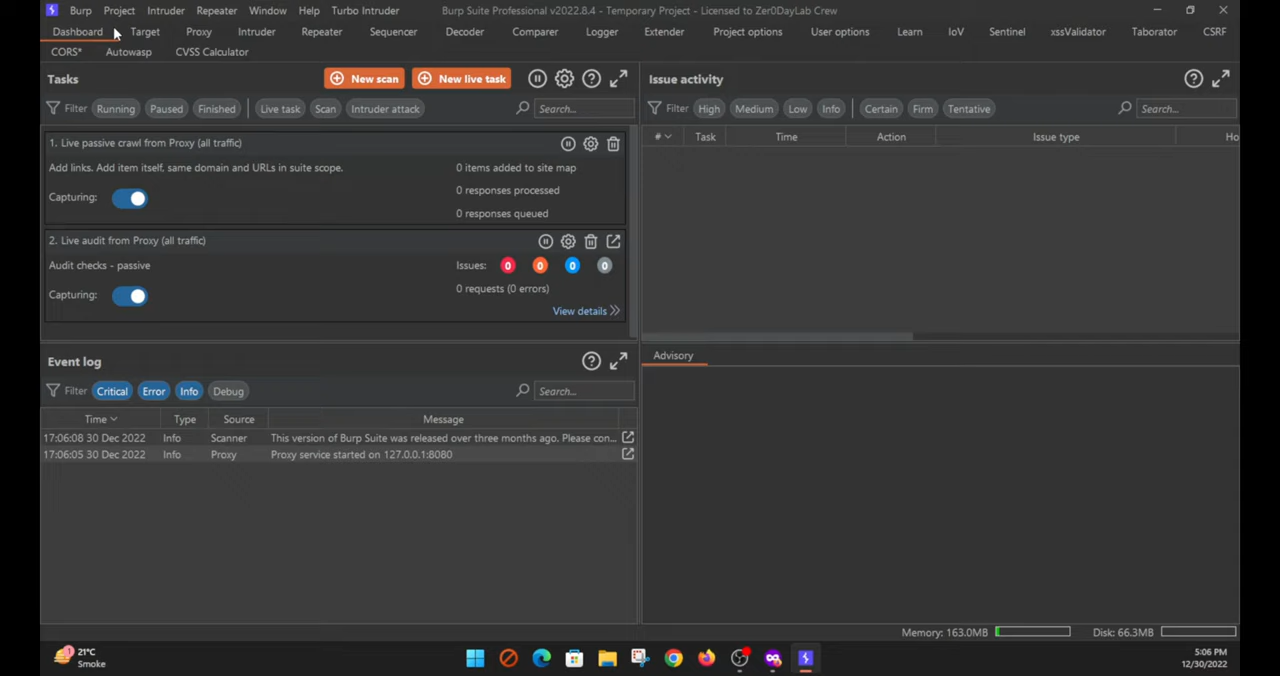 Burp Project Intruder Repeater Window Help Turbo Intruder Burp Suite Professional v2022.8.4 - Temporary Project - Licensed to Zer0DayLab Crew
Dashboard Target Proxy Intruder Repeater Sequencer Decoder Comparer Logger Extender Project options User options Learn IoV Sentinel xssValidator Taborator CSRF
CORS* Autowasp CVSS Calculator
Tasks New scan New live task
Filter Running Paused Finished Live task Scan Intruder attack Search...
1. Live passive crawl from Proxy (all traffic)
Add links. Add item itself, same domain and URLs in suite scope. 0 items added to site map
0 responses processed
Capturing:
0 responses queued
2. Live audit from Proxy (all traffic)
Audit checks - passive Issues: 0 0 0 0
0 requests (0 errors)
Capturing:
View details
Issue activity
Filter High Medium Low Info Certain Firm Tentative Search...
# Task Time Action Issue type Ho
Event log
Filter Critical Error Info Debug Search...
Time Type Source Message
17:06:08 30 Dec 2022 Info Scanner This version of Burp Suite was released over three months ago. Please con...
17:06:05 30 Dec 2022 Info Proxy Proxy service started on 127.0.0.1:8080
Advisory
Memory: 163.0MB Disk: 66.3MB
21°C
Smoke
5:06 PM
12/30/2022